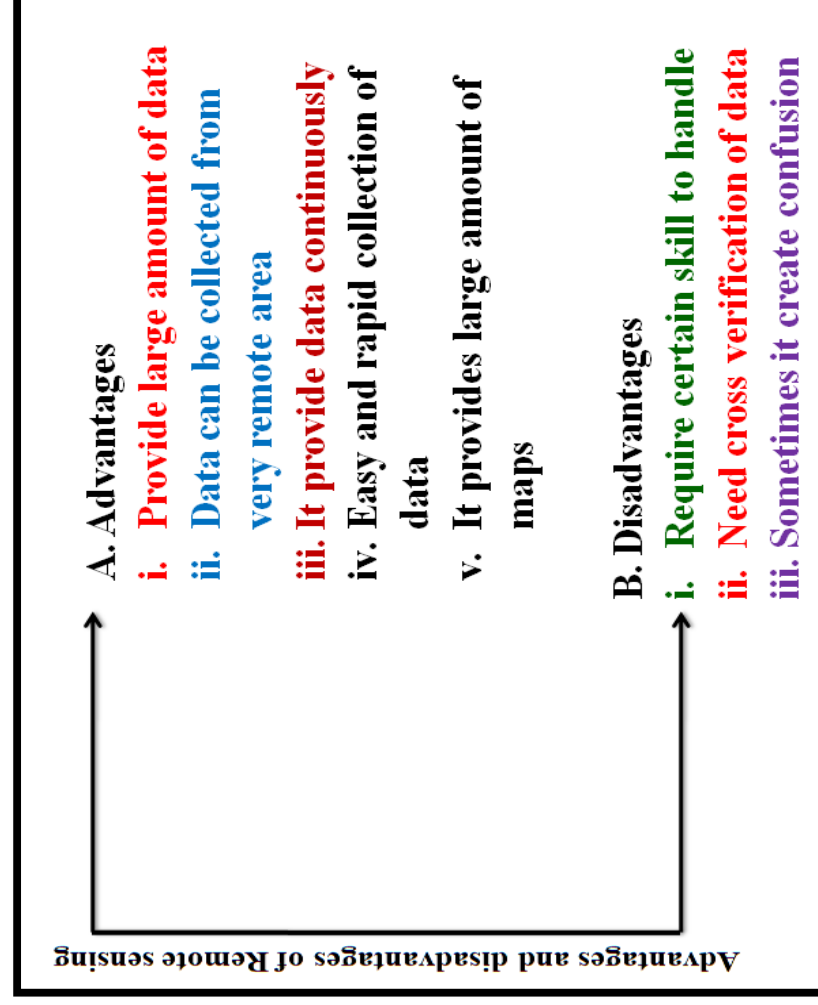 Advantages and disadvantages of Remote sensing
A. Advantages
i. Provide large amount of data
ii. Data can be collected from
very remote area
iii. It provide data continuously
iv. Easy and rapid collection of
data
v. It provides large amount of
maps
B. Disadvantages
i. Require certain skill to handle
ii. Need cross verification of data
iii. Sometimes it create confusion